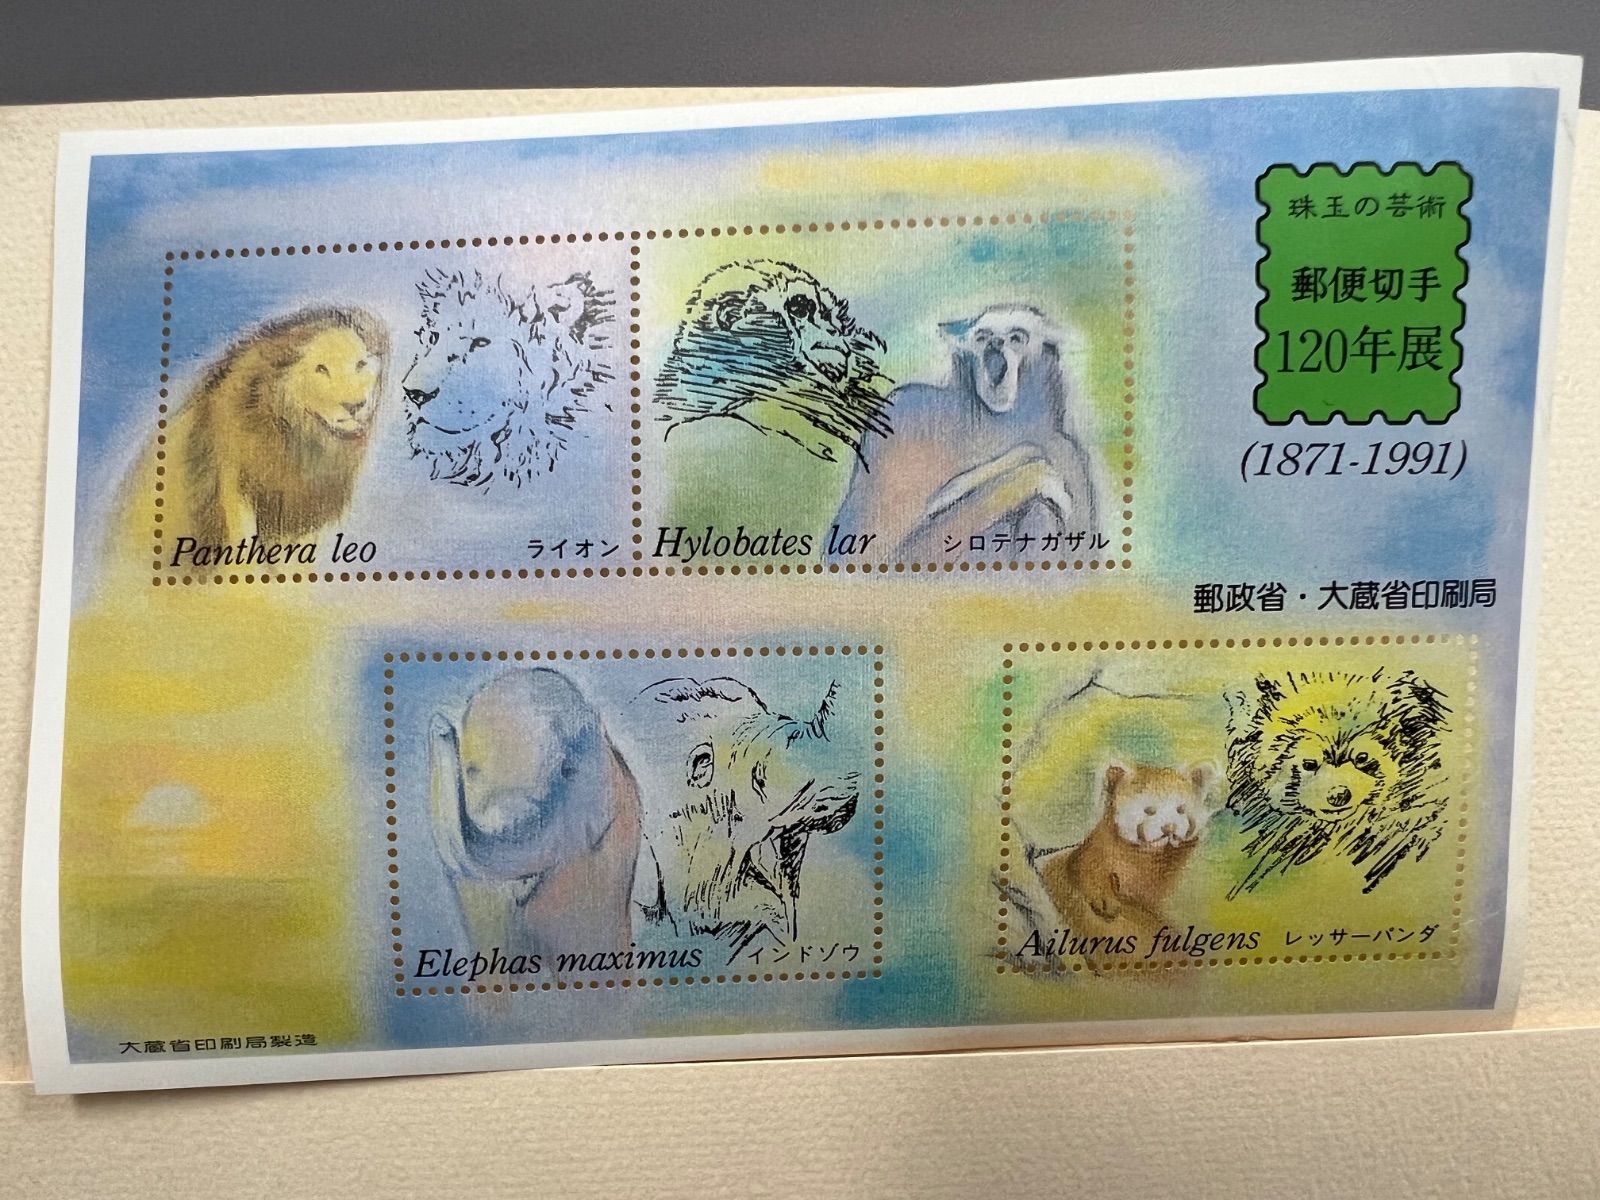 珠玉の芸術
郵便切手
120年展
(1871-1991)
Panthera leo ライオン
Hylobates lar シロテナガザル
郵政省・大蔵省印刷局
Elephas maximus インドゾウ
Ailurus fulgens レッサーパンダ
大蔵省印刷局製造